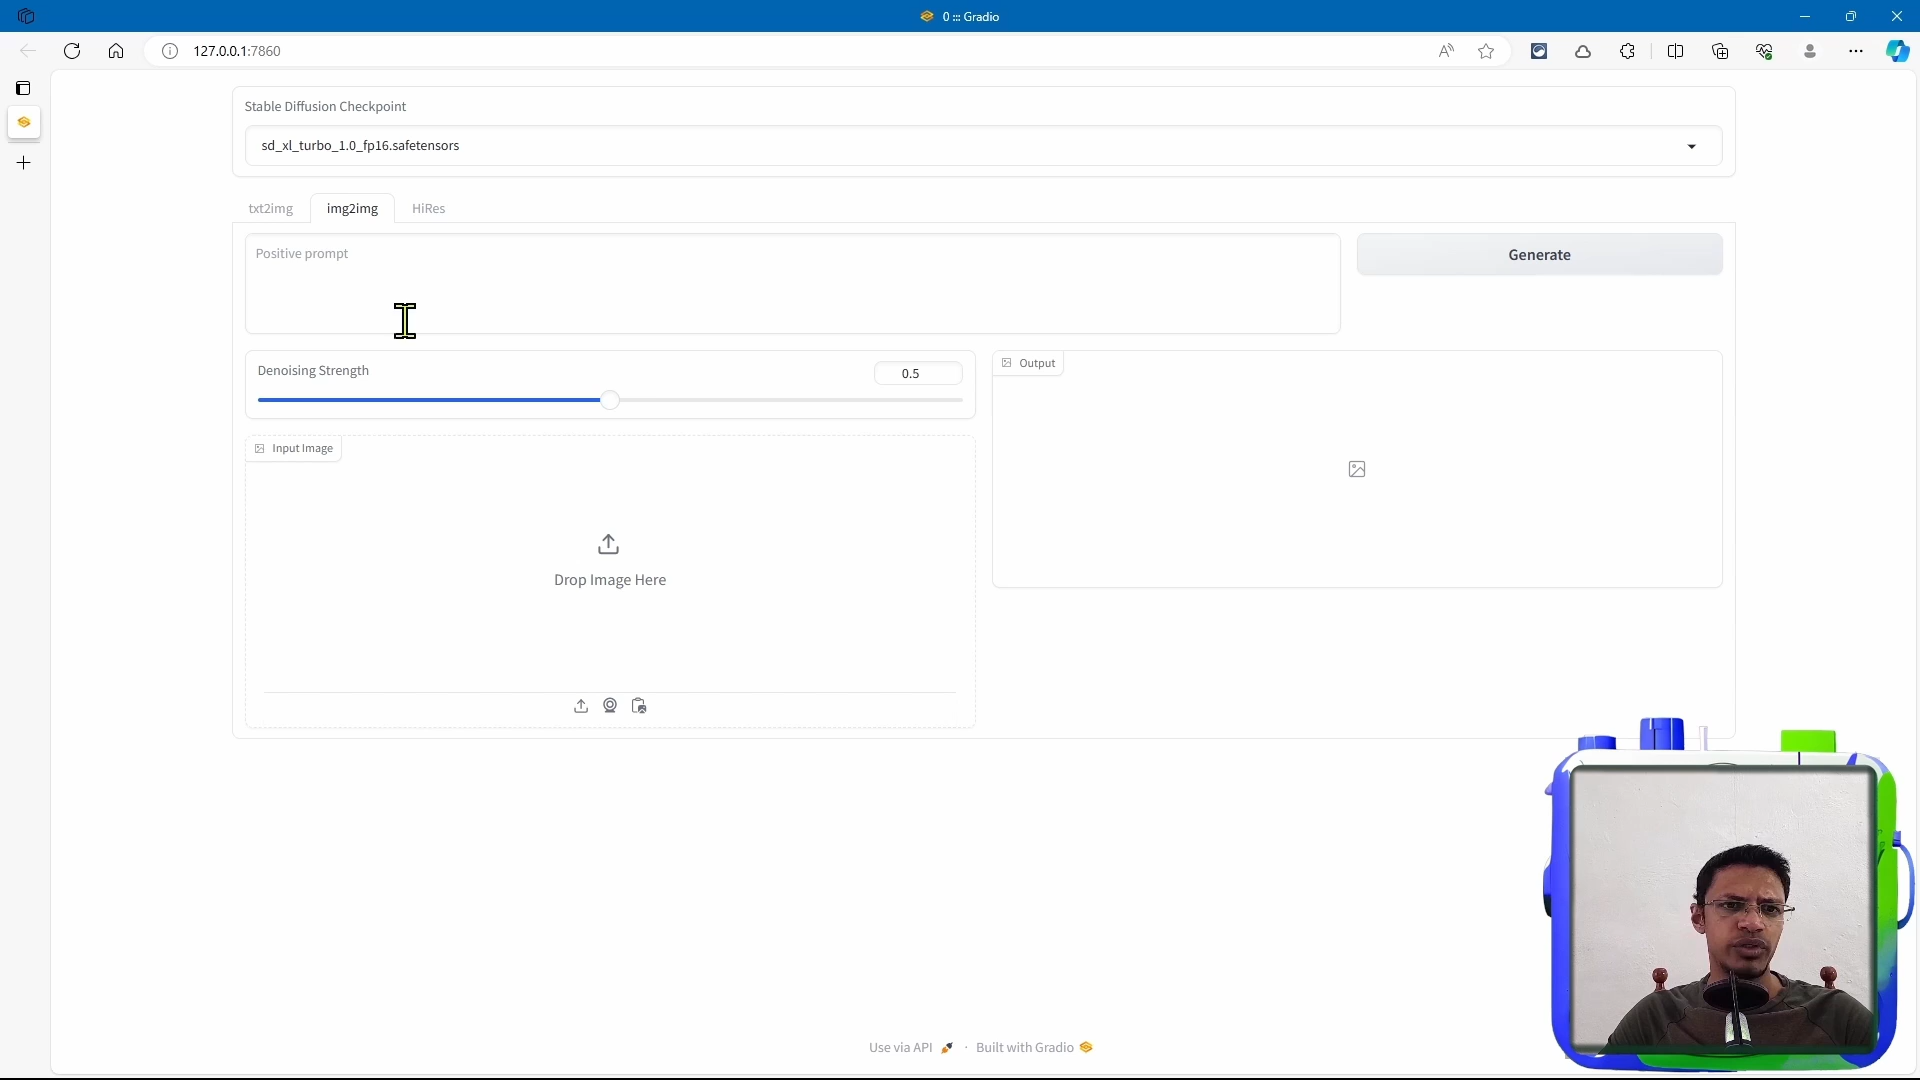 0 ::: Gradio
127.0.0.1:7860
Stable Diffusion Checkpoint
sd_xl_turbo_1.0_fp16.safetensors
txt2img img2img HiRes
Positive prompt
Generate
Denoising Strength
0.5
Output
Input Image
Drop Image Here
Use via API · Built with Gradio